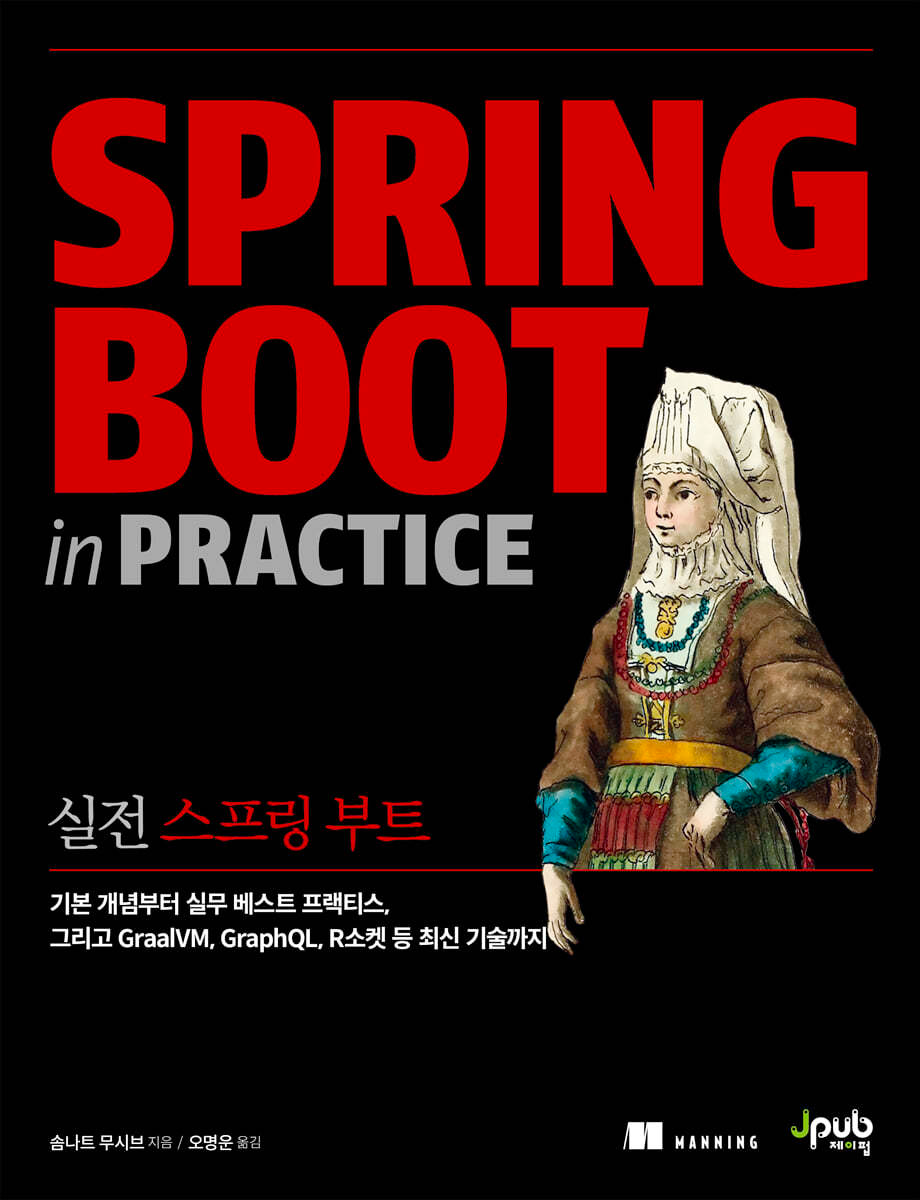 SPRING
BOOT
in PRACTICE
실전 스프링 부트
기본 개념부터 실무 베스트 프랙티스,
그리고 GraalVM, GraphQL, R소켓 등 최신 기술까지
솜나트 무시브 지음 / 오명운 옮김
MANNING
Jpub
제이펍